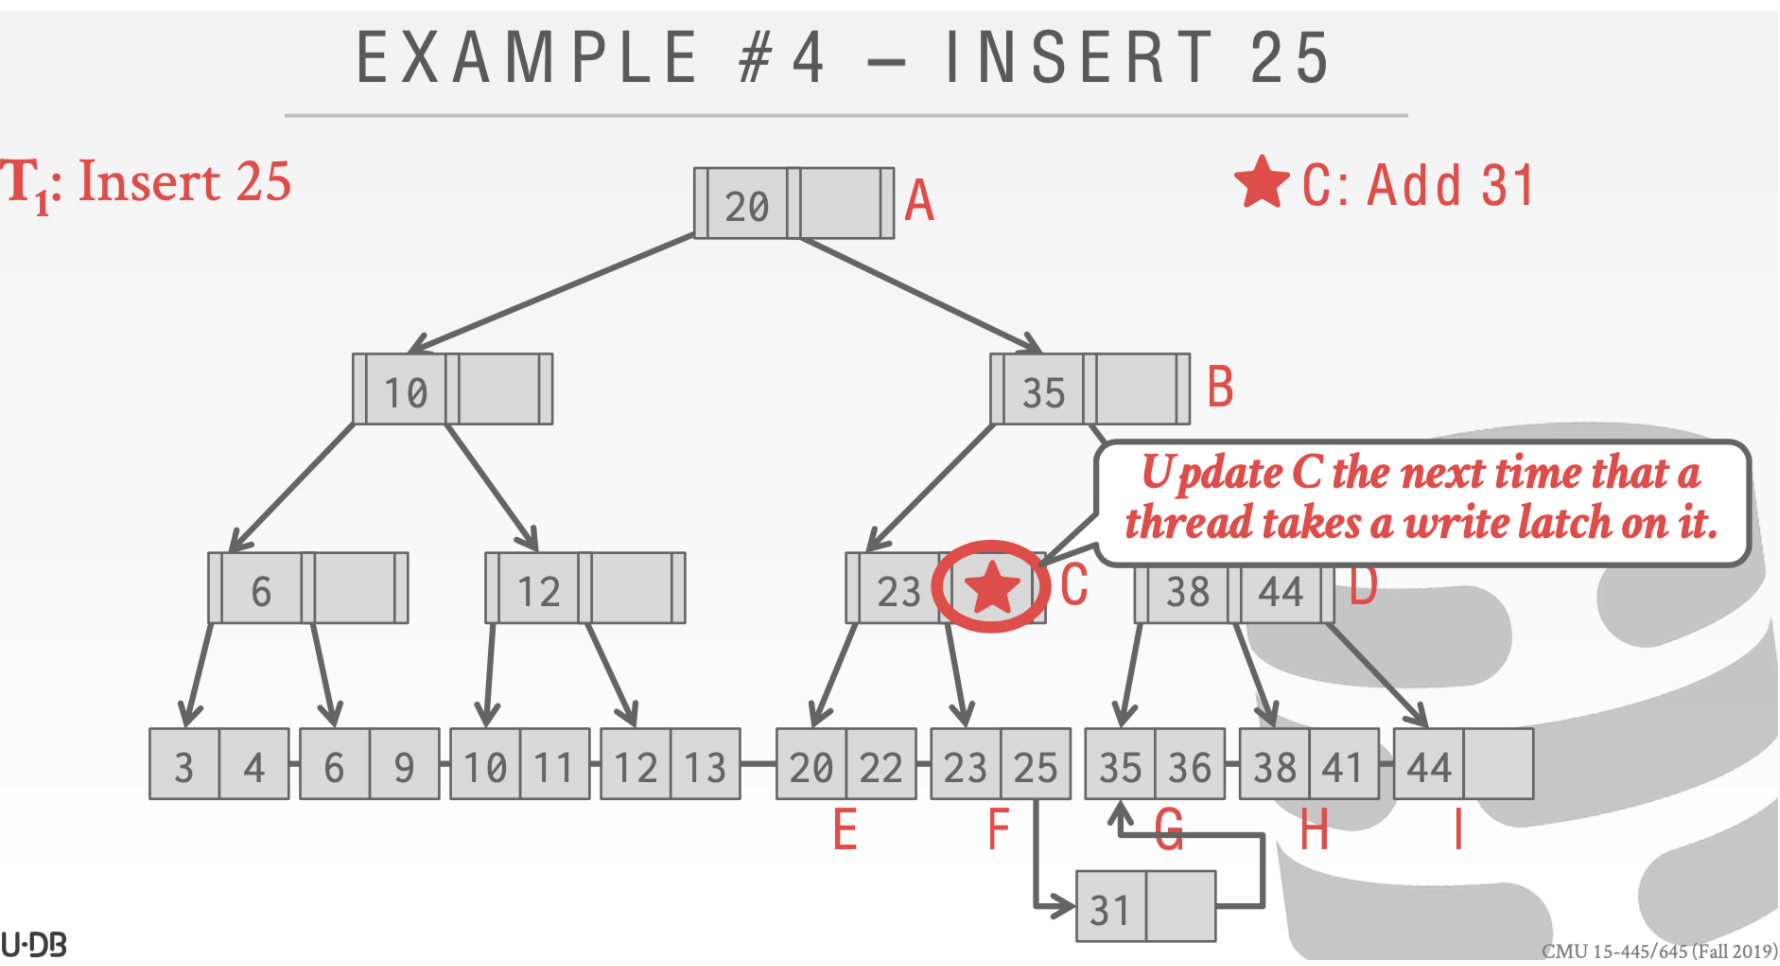 EXAMPLE #4 – INSERT 25
T1: Insert 25
★ C: Add 31
20 A
10
35 B
Update C the next time that a
thread takes a write latch on it.
6
12
23 ★ C
38 44 D
3 4
6 9
10 11
12 13
20 22
23 25
35 36
38 41
44
E
F
G
H
I
31
U·DB
CMU 15-445/645 (Fall 2019)